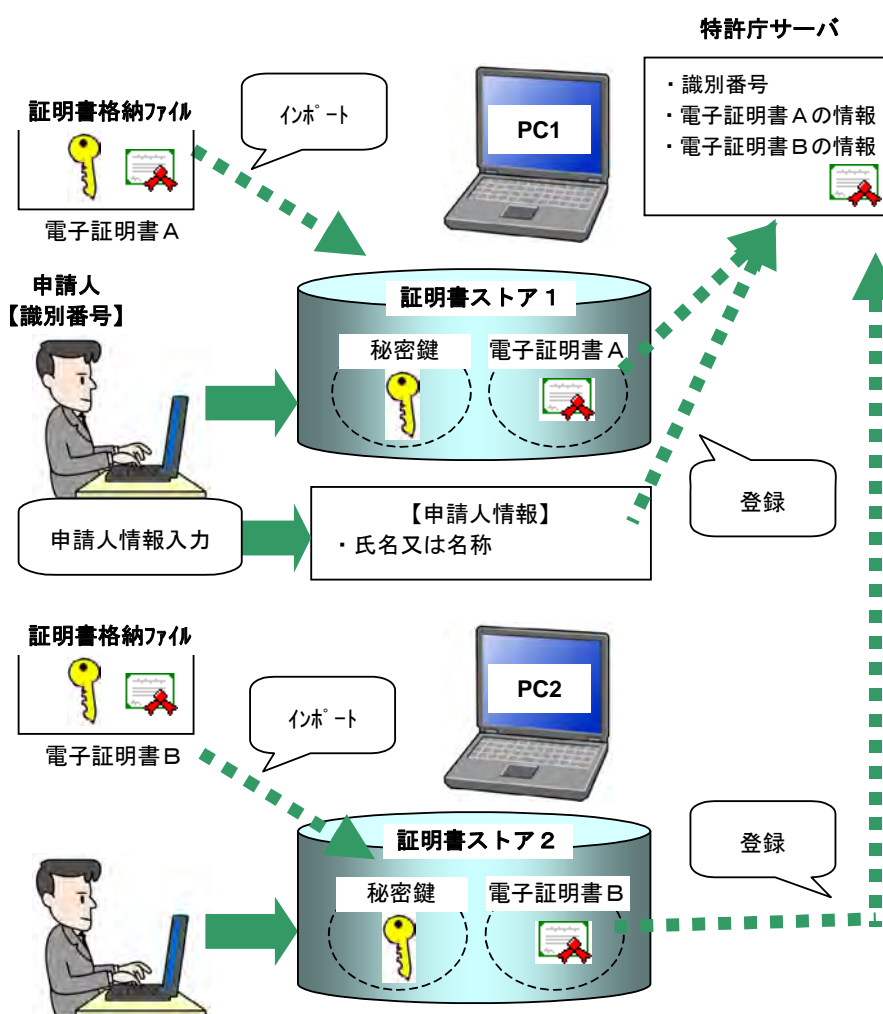 特許庁サーバ
・識別番号
・電子証明書Aの情報
・電子証明書Bの情報
証明書格納ﾌｧｲﾙ
ｲﾝﾎﾟｰﾄ
PC1
電子証明書A
申請人
【識別番号】
証明書ストア1
秘密鍵
電子証明書A
登録
申請人情報入力
【申請人情報】
・氏名又は名称
証明書格納ﾌｧｲﾙ
ｲﾝﾎﾟｰﾄ
PC2
電子証明書B
証明書ストア2
秘密鍵
電子証明書B
登録